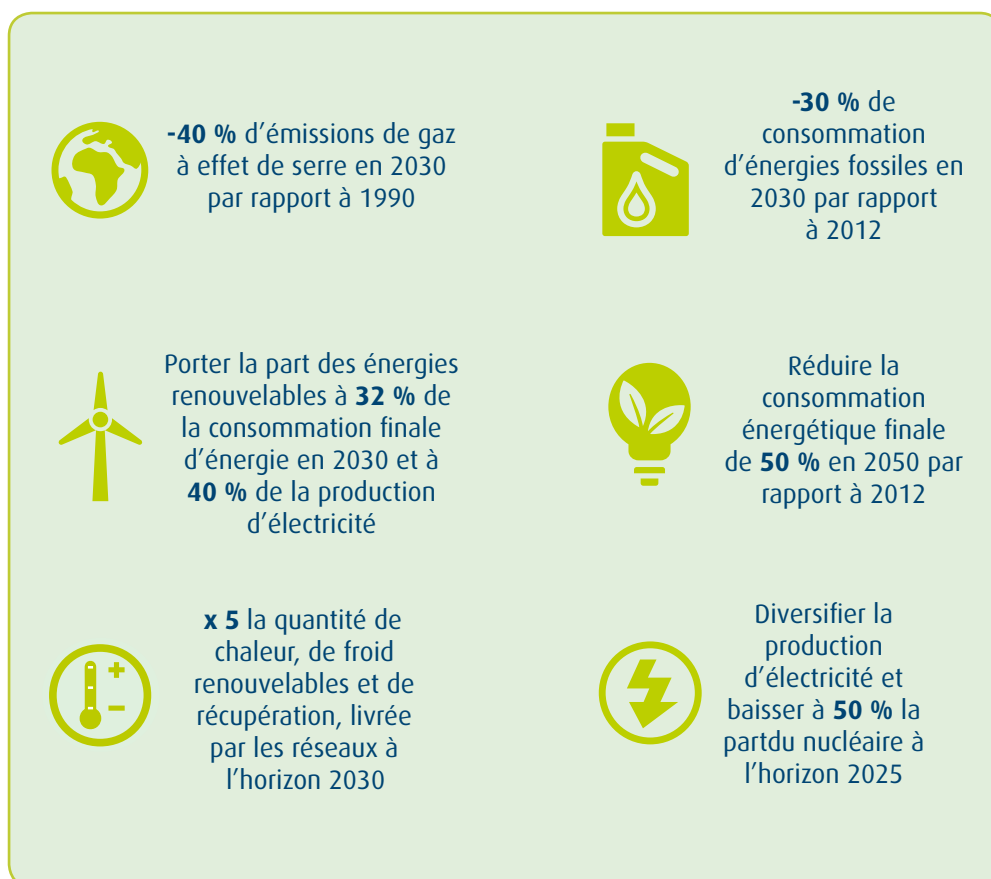 -40 % d’émissions de gaz
à effet de serre en 2030
par rapport à 1990
-30 % de
consommation
d’énergies fossiles en
2030 par rapport
à 2012
Porter la part des énergies
renouvelables à 32 % de
la consommation finale
d’énergie en 2030 et à
40 % de la production
d’électricité
Réduire la
consommation
énergétique finale
de 50 % en 2050 par
rapport à 2012
x 5 la quantité de
chaleur, de froid
renouvelables et de
récupération, livrée
par les réseaux à
l’horizon 2030
Diversifier la
production
d’électricité et
baisser à 50 % la
partdu nucléaire à
l’horizon 2025